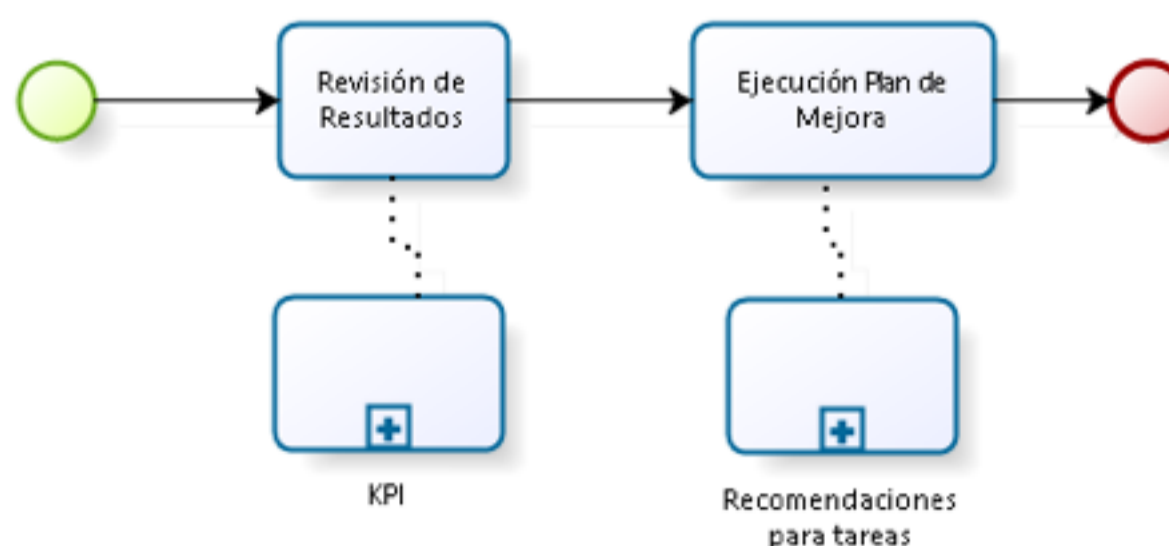 Revisión de
Resultados
Ejecución Plan de
Mejora
KPI
Recomendaciones
para tareas